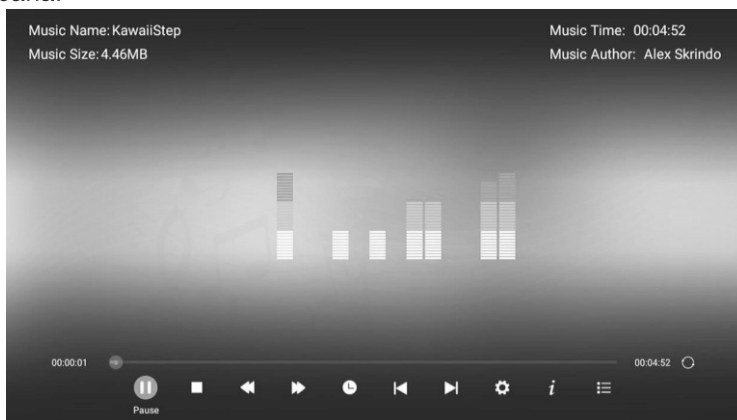 Music Name:KawaiiStep
Music Time: 00:04:52
Music Size:4.46MB
Music Author: Alex Skrindo
00:00:01
00:04:52
i
Pause